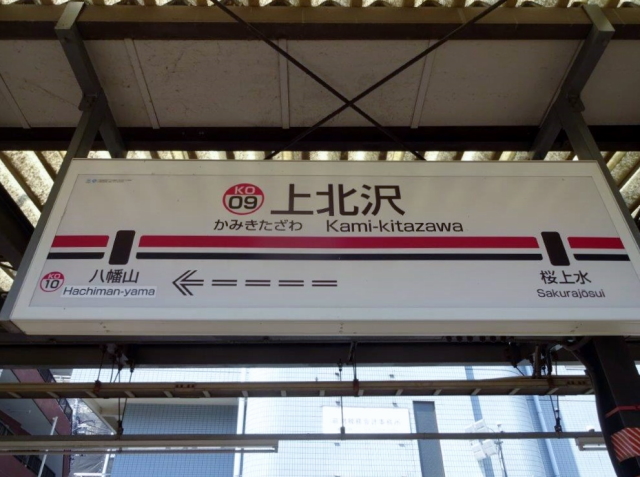 KO
09 上北沢
かみきたざわ Kami-kitazawa
KO
10 八幡山
Hachiman-yama
桜上水
Sakurajōsui